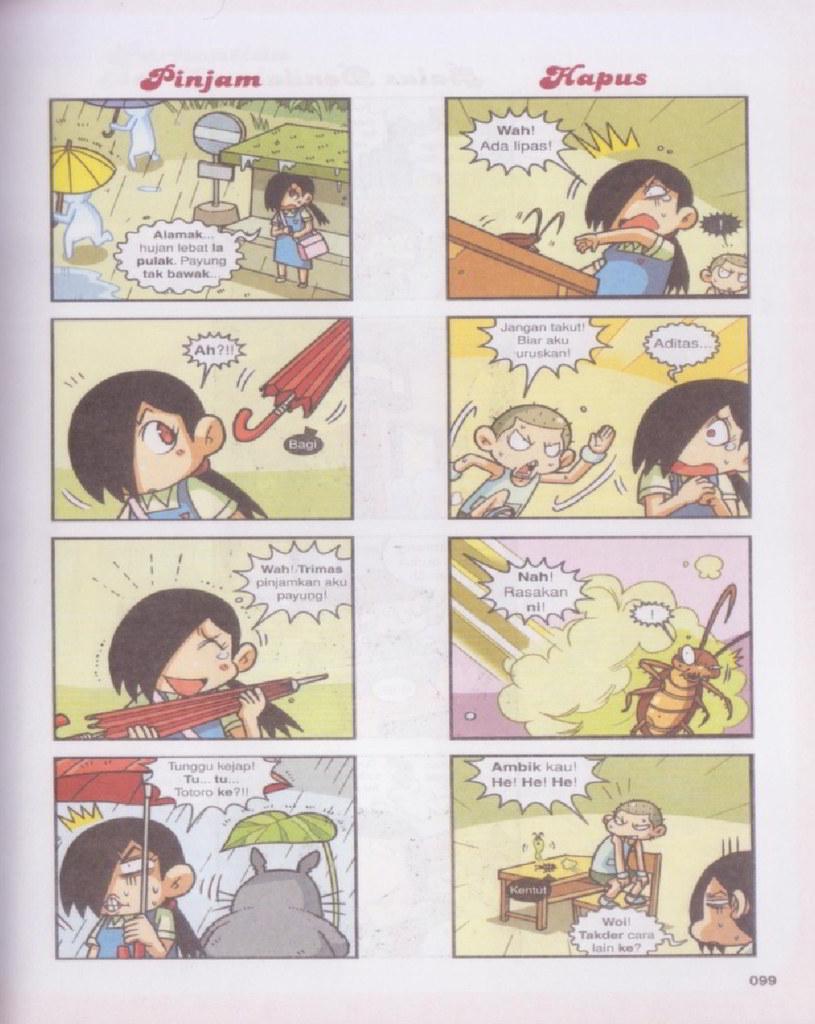 Pinjam
Alamak...
hujan lebat la
pulak. Payung
tak bawak...
Ah?!!
Bagi
Wah! Trimas
pinjamkan aku
payung!
Tunggu kejap!
Tu... tu...
Totoro ke?!!
Hapus
Wah!
Ada lipas!
!
Jangan takut!
Biar aku
uruskan!
Aditas...
Nah!
Rasakan
ni!
!
Ambik kau!
He! He! He!
Kentut
Woi!
Takder cara
lain ke?
099